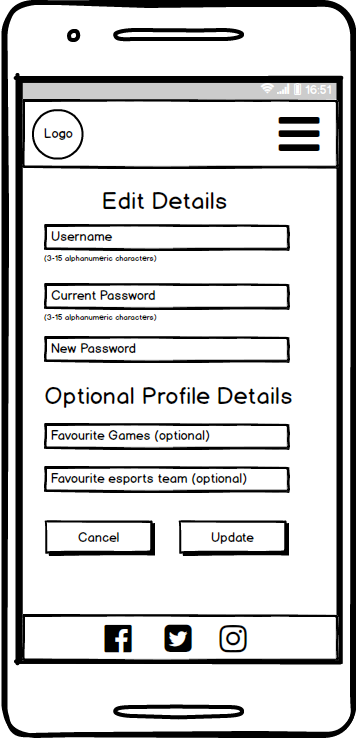 16:51
Logo
Edit Details
Username
(3-15 alphanumeric characters)
Current Password
(3-15 alphanumeric characters)
New Password
Optional Profile Details
Favourite Games (optional)
Favourite esports team (optional)
Cancel Update